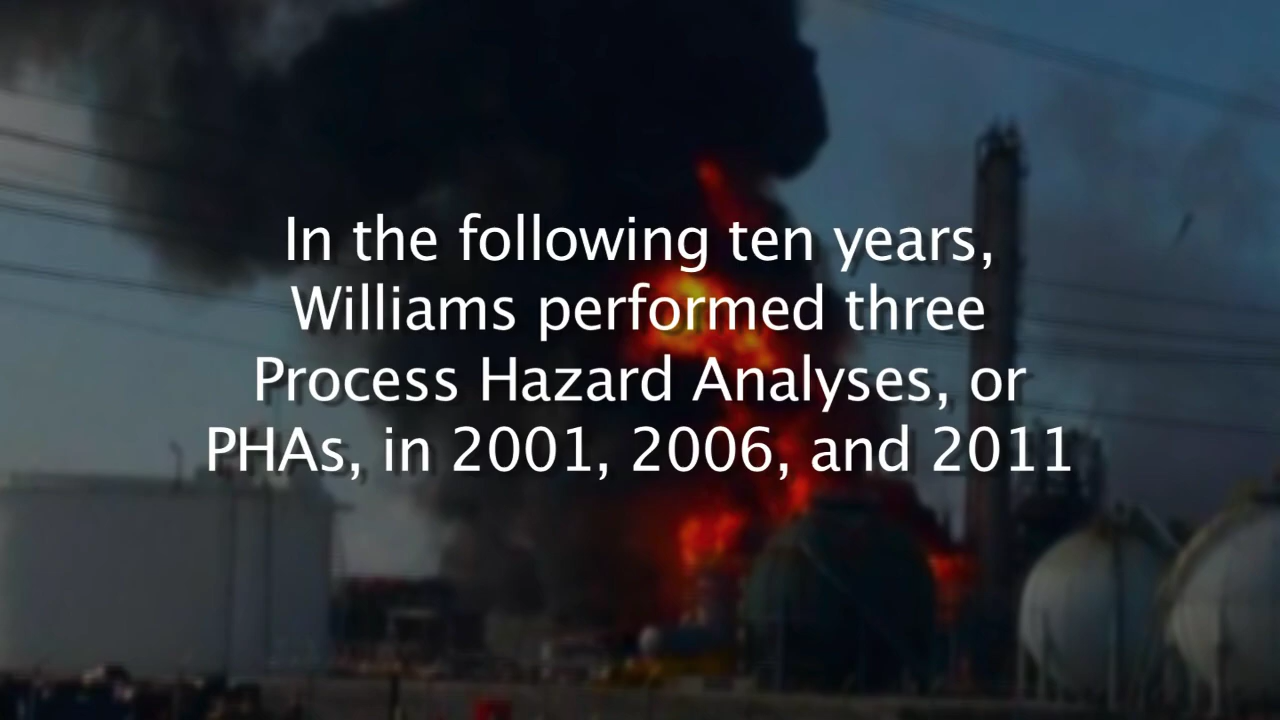 In the following ten years,
Williams performed three
Process Hazard Analyses, or
PHAs, in 2001, 2006, and 2011